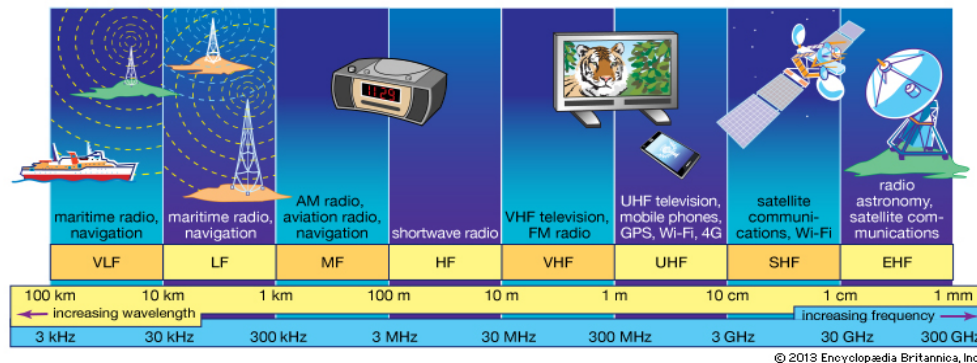 11:29
maritime radio,
navigation
maritime radio,
navigation
AM radio,
aviation radio,
navigation
shortwave radio
VHF television,
FM radio
UHF television,
mobile phones,
GPS, Wi-Fi, 4G
satellite
communi-
cations, Wi-Fi
radio
astronomy,
satellite com-
munications
VLF LF MF HF VHF UHF SHF EHF
100 km 10 km 1 km 100 m 10 m 1 m 10 cm 1 cm 1 mm
increasing wavelength increasing frequency
3 kHz 30 kHz 300 kHz 3 MHz 30 MHz 300 MHz 3 GHz 30 GHz 300 GHz
© 2013 Encyclopædia Britannica, Inc